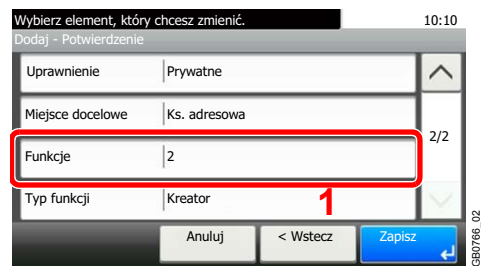 Wybierz element, który chcesz zmienić. 10:10
Dodaj - Potwierdzenie
Uprawnienie Prywatne
Miejsce docelowe Ks. adresowa
2/2
Funkcje 2
Typ funkcji Kreator
1
Anuluj < Wstecz Zapisz
GB0766_02